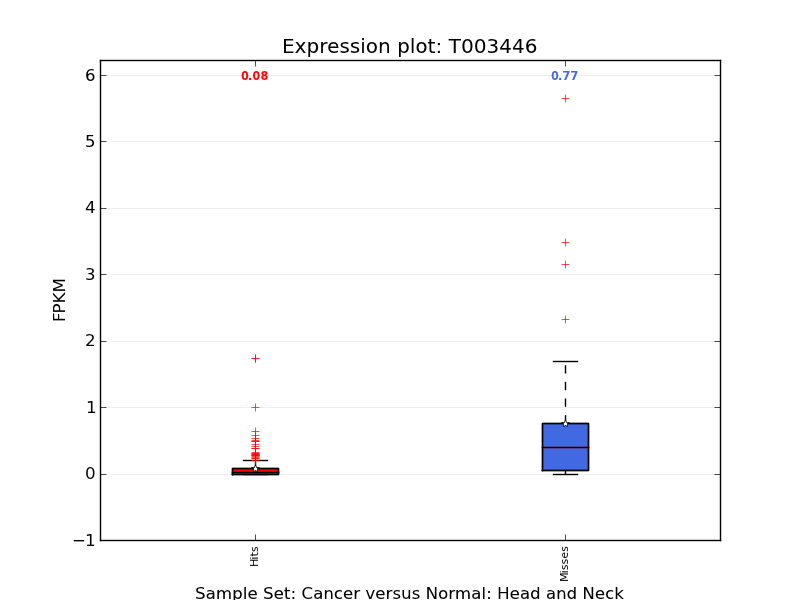 Expression plot: T003446
0.08
0.77
6
5
4
3
2
1
0
−1
FPKM
Hits
Misses
Sample Set: Cancer versus Normal: Head and Neck